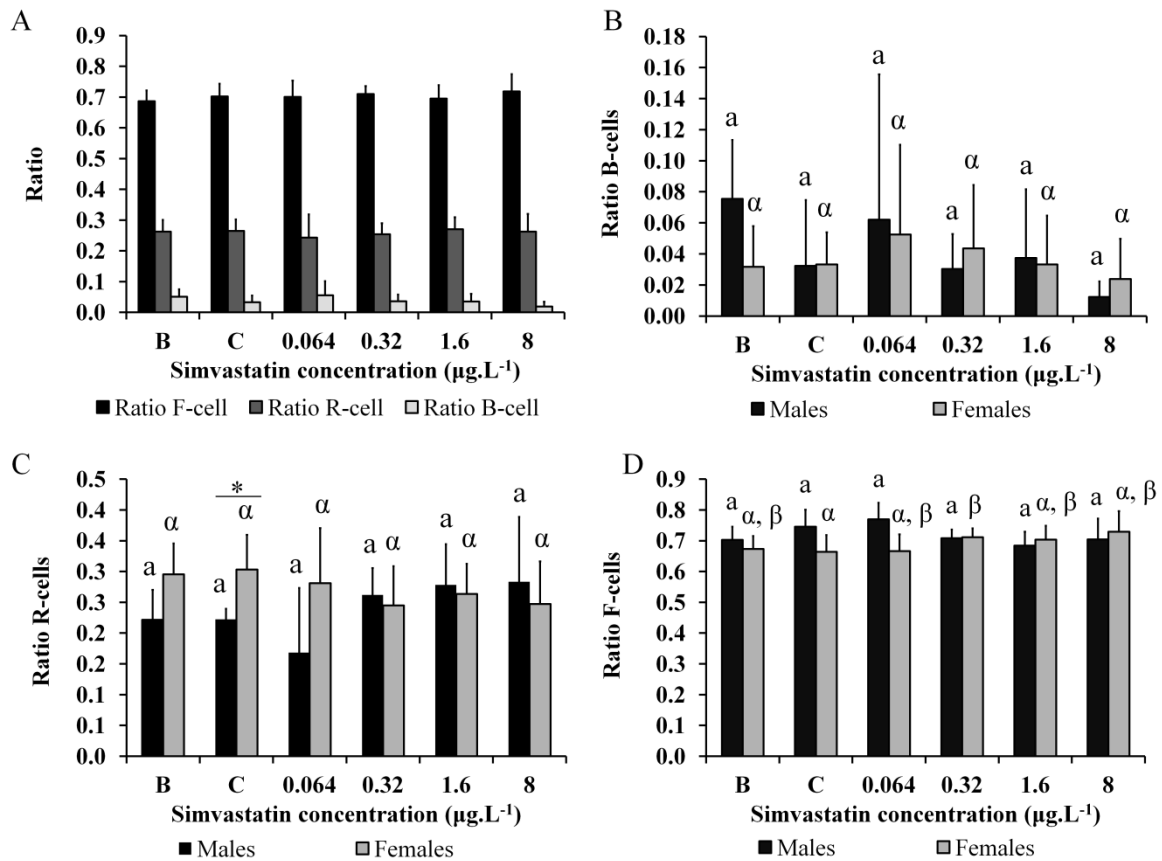 A
0.9
0.8
0.7
0.6
0.5
0.4
0.3
0.2
0.1
0.0
Ratio
B C 0.064 0.32 1.6 8
Simvastatin concentration (µg.L-1)
Ratio F-cell Ratio R-cell Ratio B-cell
B
0.18
0.16
0.14
0.12
0.10
0.08
0.06
0.04
0.02
0.00
Ratio B-cells
a α a α a α a α a α a α
B C 0.064 0.32 1.6 8
Simvastatin concentration (µg.L-1)
Males Females
C
0.5
0.4
0.4
0.3
0.3
0.2
0.2
0.1
0.1
0.0
Ratio R-cells
*
a α a α a α a α a α a α
B C 0.064 0.32 1.6 8
Simvastatin concentration (µg.L-1)
Males Females
D
0.9
0.8
0.7
0.6
0.5
0.4
0.3
0.2
0.1
0.0
Ratio F-cells
a α, β a α a α, β a β a α, β a α, β
B C 0.064 0.32 1.6 8
Simvastatin concentration (µg.L-1)
Males Females